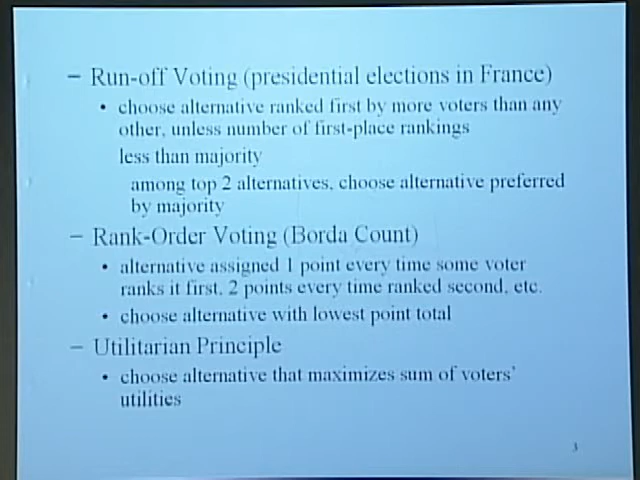 – Run-off Voting (presidential elections in France)
• choose alternative ranked first by more voters than any
other, unless number of first-place rankings
less than majority
among top 2 alternatives, choose alternative preferred
by majority
– Rank-Order Voting (Borda Count)
• alternative assigned 1 point every time some voter
ranks it first, 2 points every time ranked second, etc.
• choose alternative with lowest point total
– Utilitarian Principle
• choose alternative that maximizes sum of voters'
utilities
3